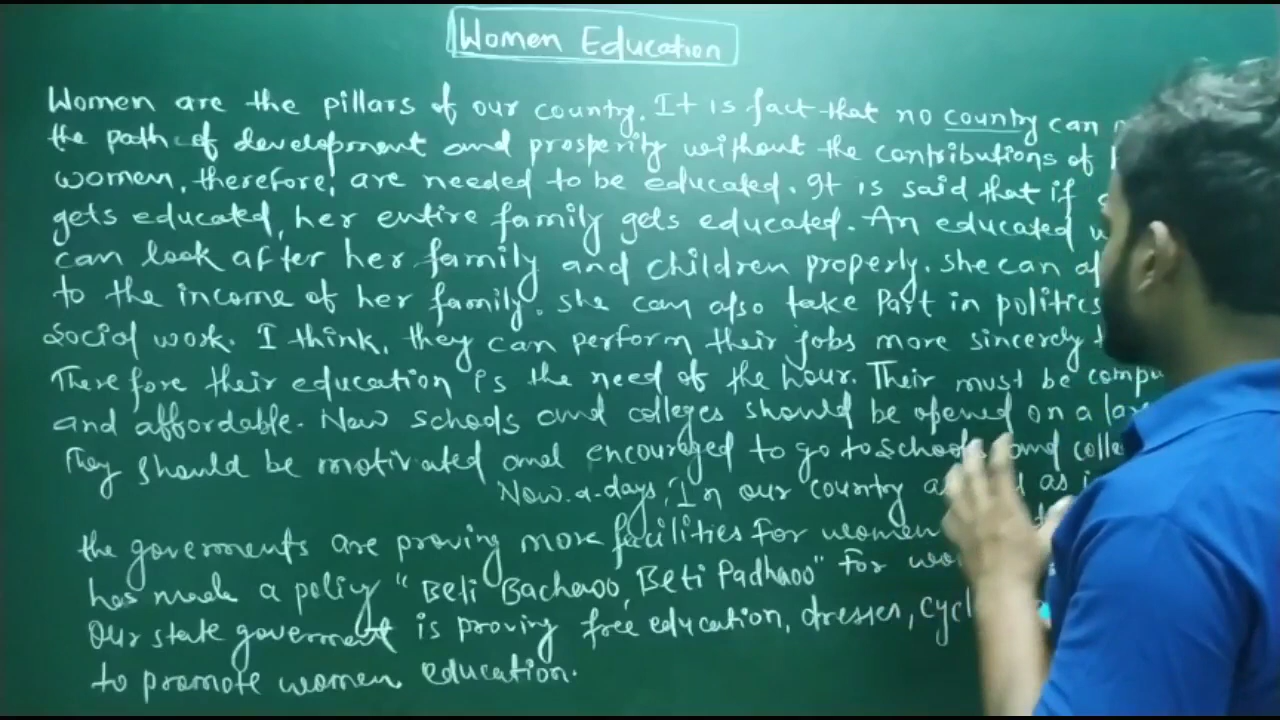 Women Education
Women are the pillars of our country. It is fact that no country can
the path of development and prosperity without the contributions of
women, therefore, are needed to be educated. It is said that if
gets educated, her entire family gets educated. An educated
can look after her family and children properly. She can
to the income of her family. She can also take Part in politics
social work. I think, they can perform their jobs more sincerely
Therefore their education is the need of the hour. Their must be
and affordable. New schools and colleges should be opened on a
They should be motivated and encouraged to go to schools and
Now-a-days, In our country as
the governments are proving more facilities for women
has made a policy "Beti Bachaoo, Beti Padhaoo" for
Our state government is proving free education, dresses,
to promote women education.